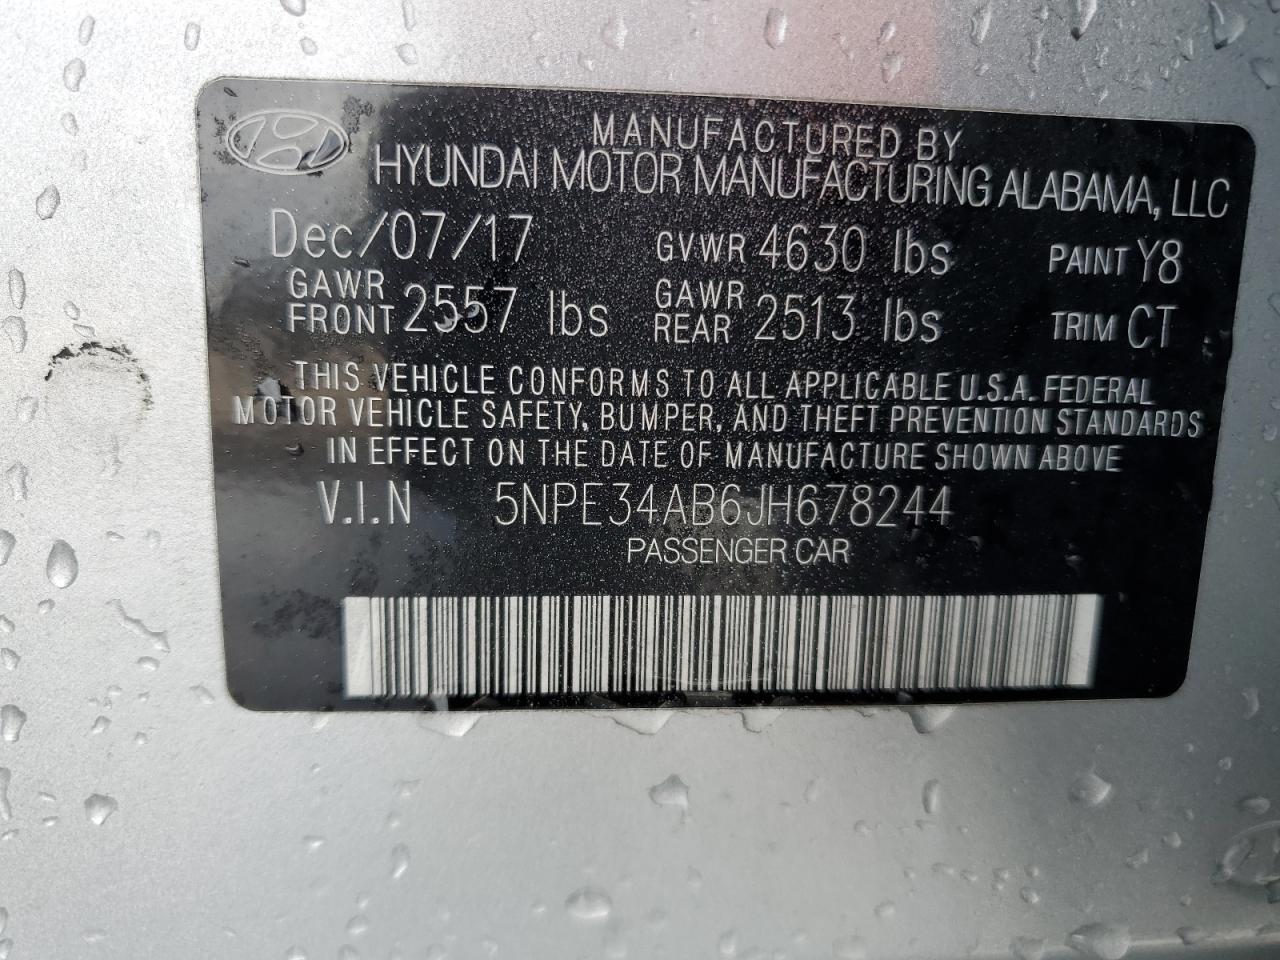 MANUFACTURED BY
HYUNDAI MOTOR MANUFACTURING ALABAMA, LLC
Dec/07/17 GVWR 4630 lbs PAINT Y8
GAWR FRONT 2557 lbs GAWR REAR 2513 lbs TRIM CT
THIS VEHICLE CONFORMS TO ALL APPLICABLE U.S.A. FEDERAL
MOTOR VEHICLE SAFETY, BUMPER, AND THEFT PREVENTION STANDARDS
IN EFFECT ON THE DATE OF MANUFACTURE SHOWN ABOVE
V.I.N 5NPE34AB6JH678244
PASSENGER CAR